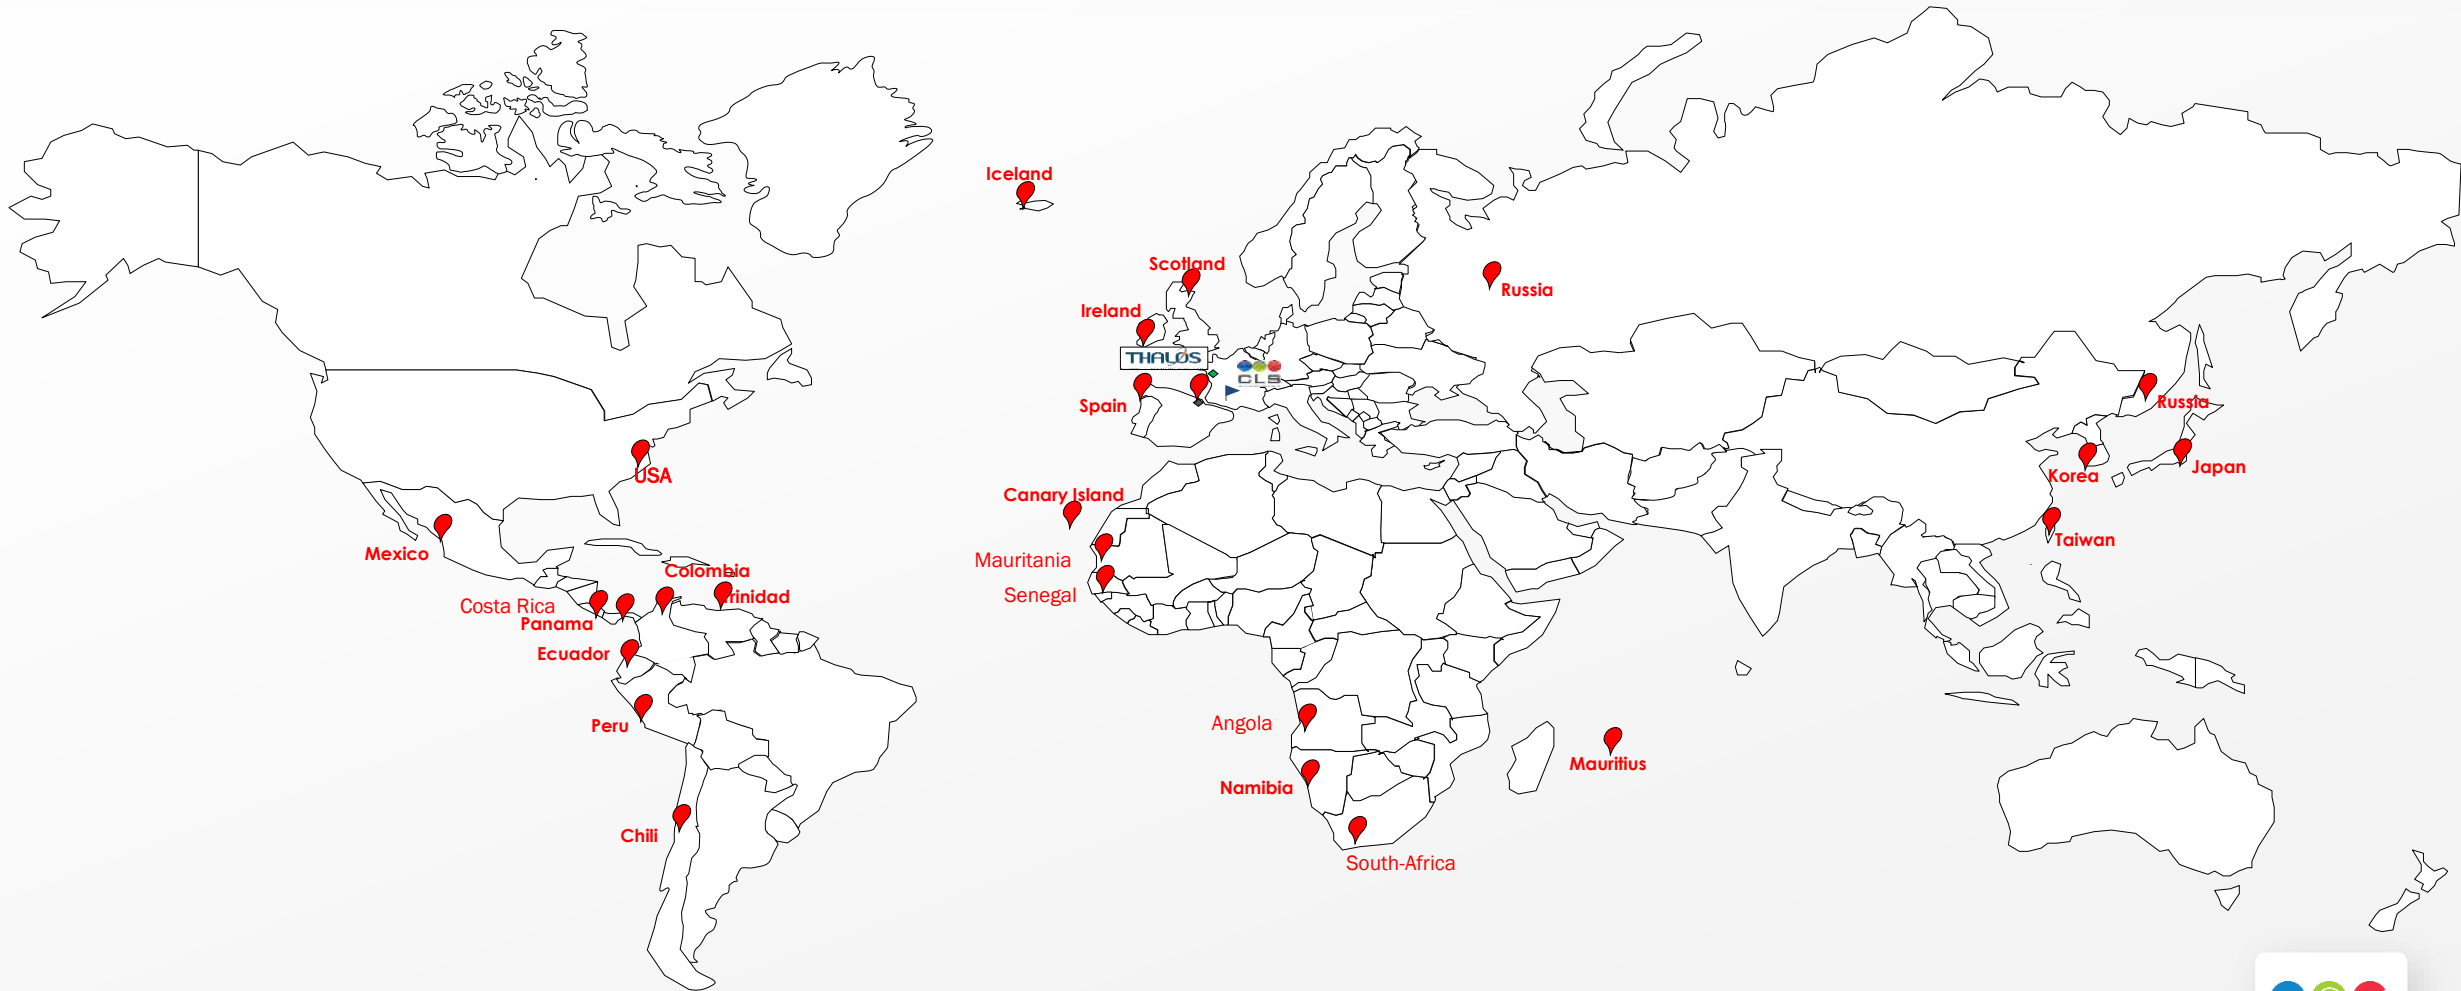 Iceland
Scotland
Russia
Ireland
THALOS
CLS
Spain
Russia
USA
Korea
Japan
Canary Island
Mexico
Mauritania
Taiwan
Colombia
Senegal
Trinidad
Costa Rica
Panama
Ecuador
Peru
Angola
Mauritius
Namibia
Chili
South-Africa